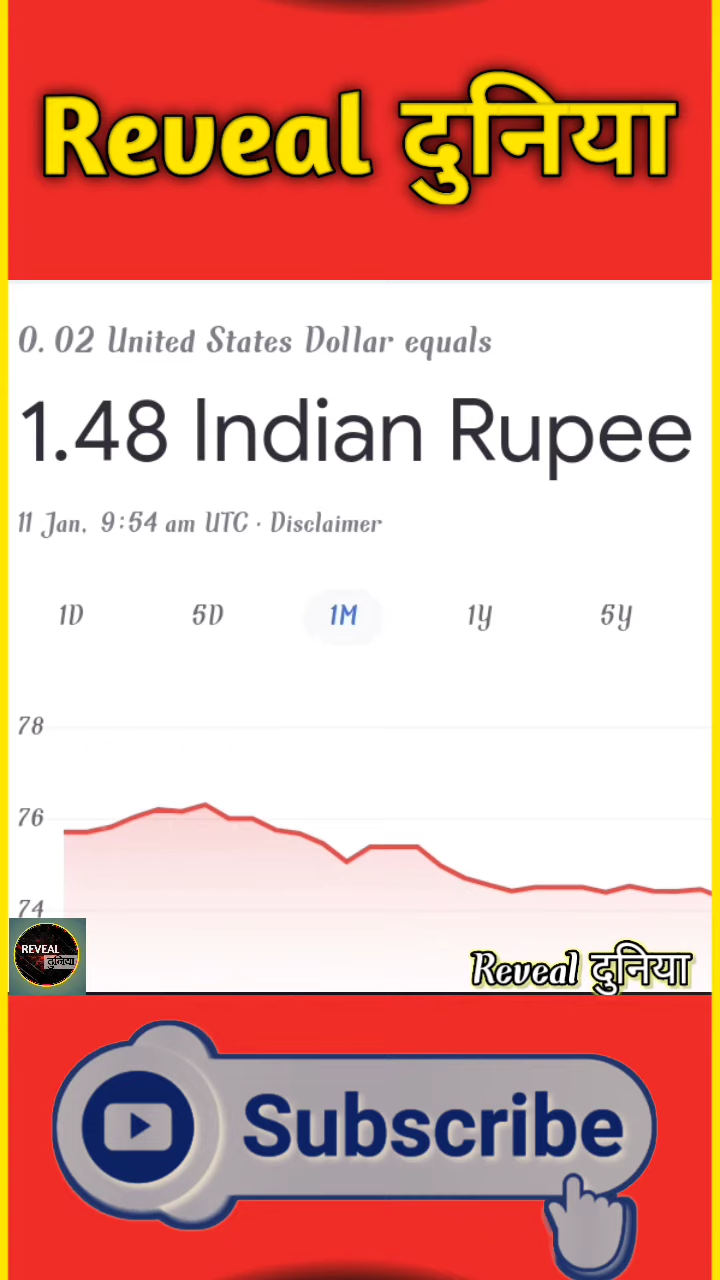 Reveal दुनिया
0. 02 United States Dollar equals
1.48 Indian Rupee
11 Jan, 9:54 am UTC · Disclaimer
1D 5D 1M 1Y 5Y
78
76
74
REVEAL
दुनिया
Reveal दुनिया
Subscribe